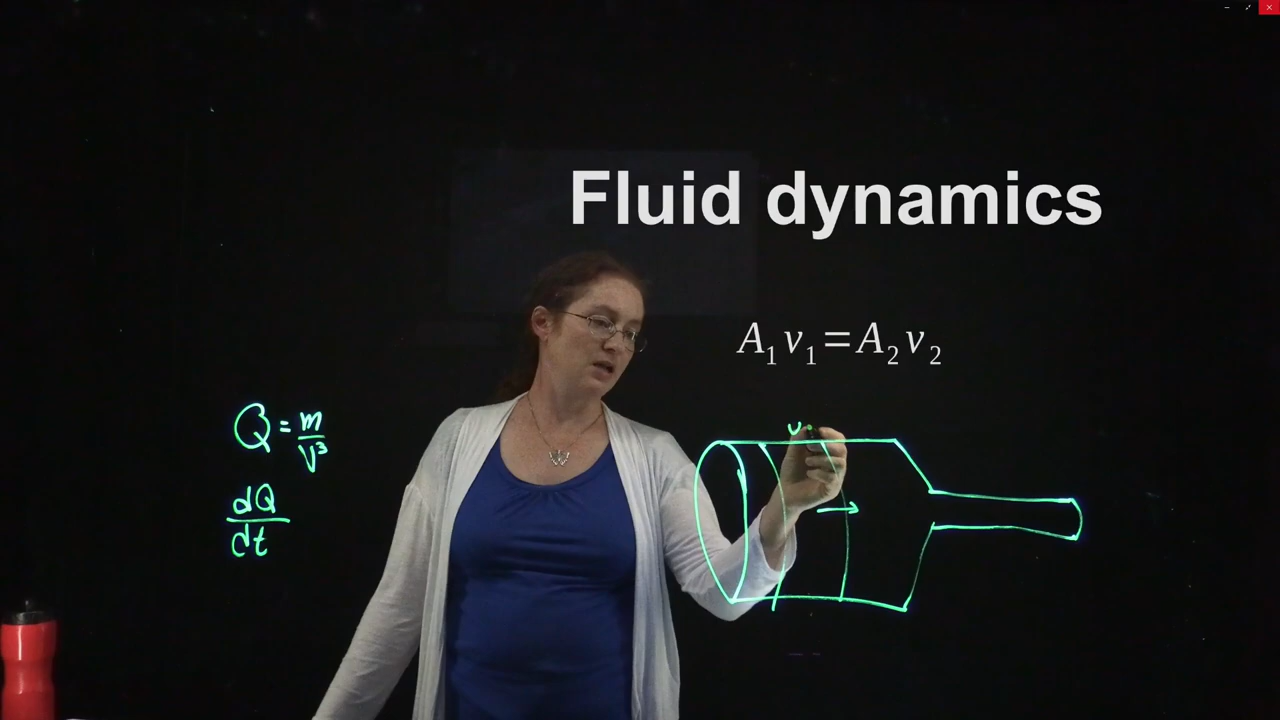 Fluid dynamics
A₁v₁=A₂v₂
Q = m/V³
dQ/dt